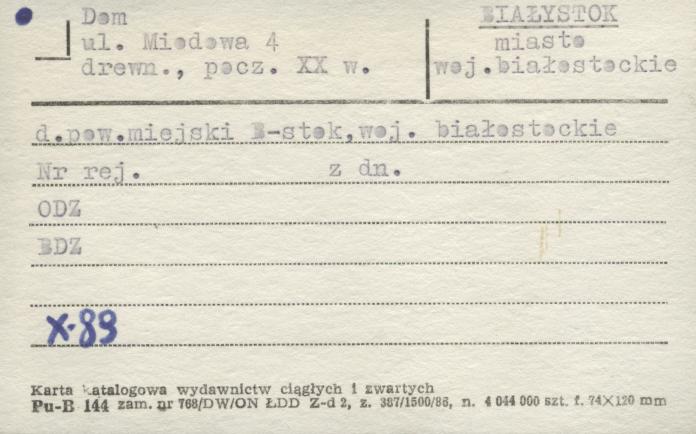 Dom
ul. Miodowa 4
drewn., pocz. XX w.
BIAŁYSTOK
miasto
woj.białostockie
d.pow.miejski B-stok,woj. białostockie
Nr rej. z dn.
ODZ
BDZ
X-89
Karta katalogowa wydawnictw ciągłych i zwartych
Pu-B 144 zam. nr 768/DW/ON ŁDD Z-d 2, z. 387/1500/86, n. 4 044 000 szt. f. 74×120 mm